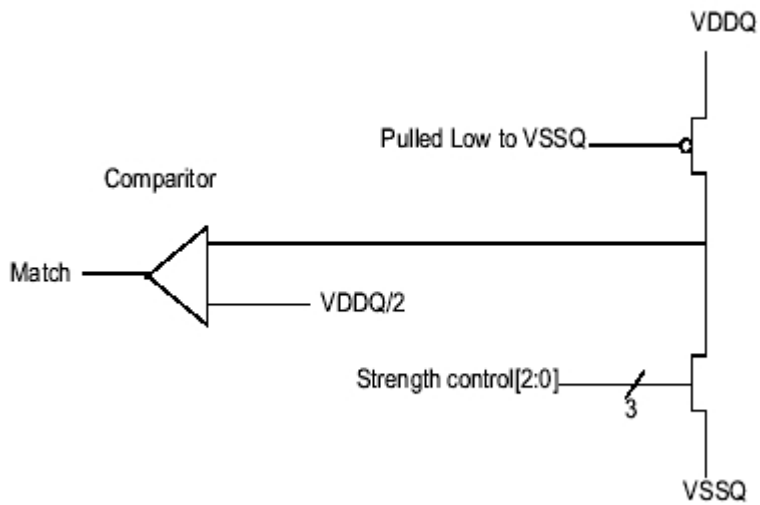 VDDQ
Pulled Low to VSSQ
Comparitor
Match
VDDQ/2
Strength control[2:0]
3
VSSQ